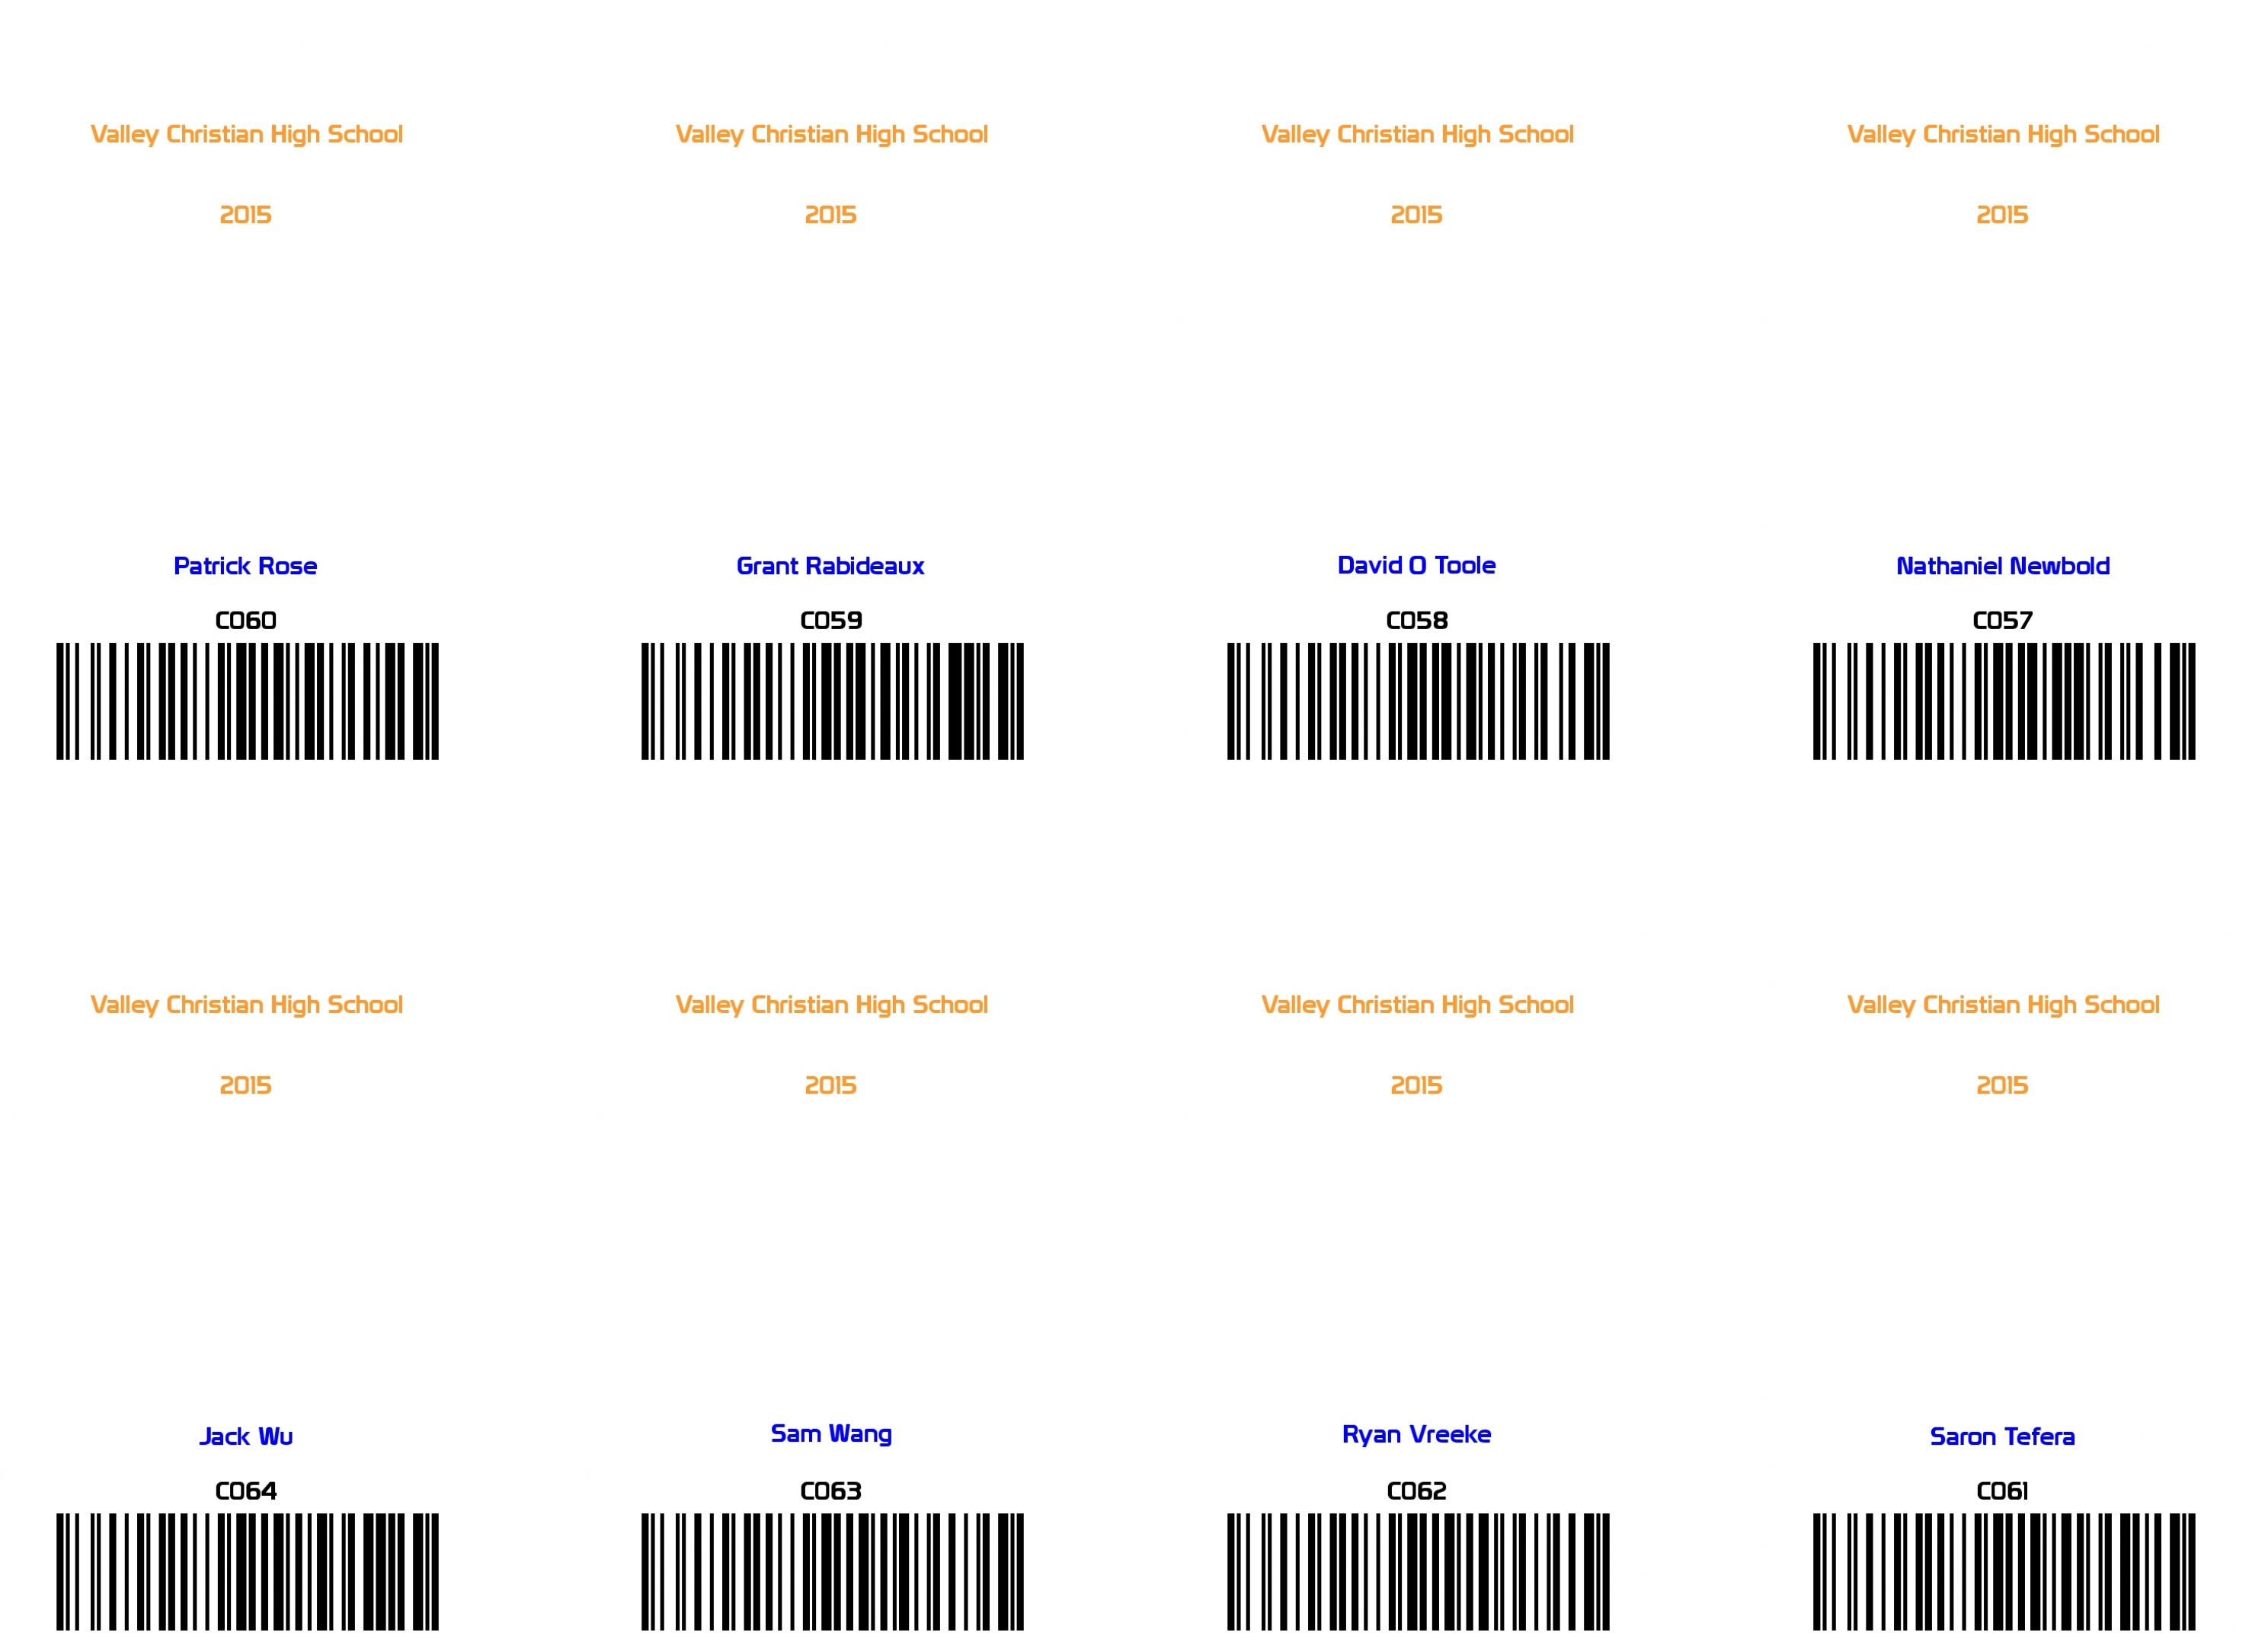 Valley Christian High School
Valley Christian High School
Valley Christian High School
Valley Christian High School
2015
2015
2015
2015
Patrick Rose
Grant Rabideaux
David O Toole
Nathaniel Newbold
C060
C059
C058
C057
Valley Christian High School
Valley Christian High School
Valley Christian High School
Valley Christian High School
2015
2015
2015
2015
Jack Wu
Sam Wang
Ryan Vreeke
Saron Tefera
C064
C063
C062
C061